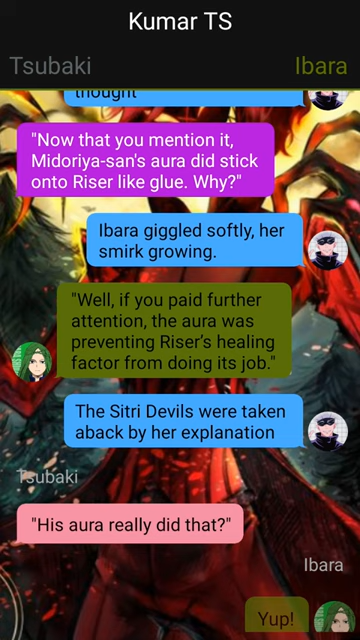 Kumar TS
Tsubaki
Ibara
thought
"Now that you mention it,
Midoriya-san's aura did stick
onto Riser like glue. Why?"
Ibara giggled softly, her
smirk growing.
"Well, if you paid further
attention, the aura was
preventing Riser's healing
factor from doing its job."
The Sitri Devils were taken
aback by her explanation
Tsubaki
"His aura really did that?"
Ibara
Yup!